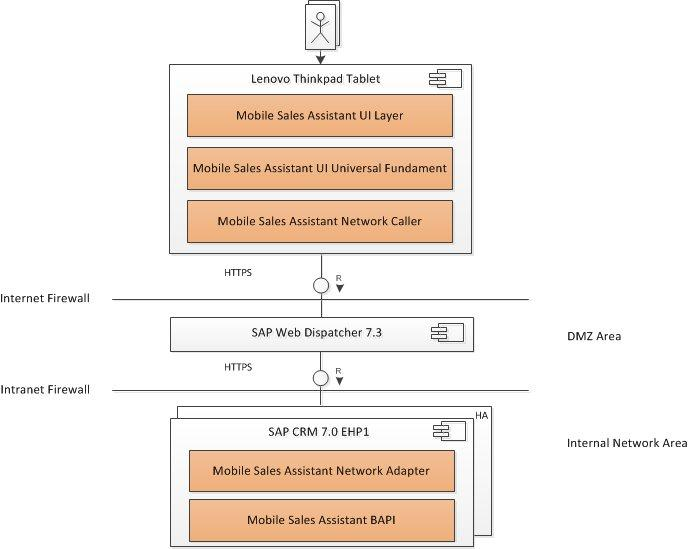 Lenovo Thinkpad Tablet
Mobile Sales Assistant UI Layer
Mobile Sales Assistant UI Universal Fundament
Mobile Sales Assistant Network Caller
HTTPS
R
Internet Firewall
SAP Web Dispatcher 7.3
DMZ Area
HTTPS
R
Intranet Firewall
HA
SAP CRM 7.0 EHP1
Internal Network Area
Mobile Sales Assistant Network Adapter
Mobile Sales Assistant BAPI